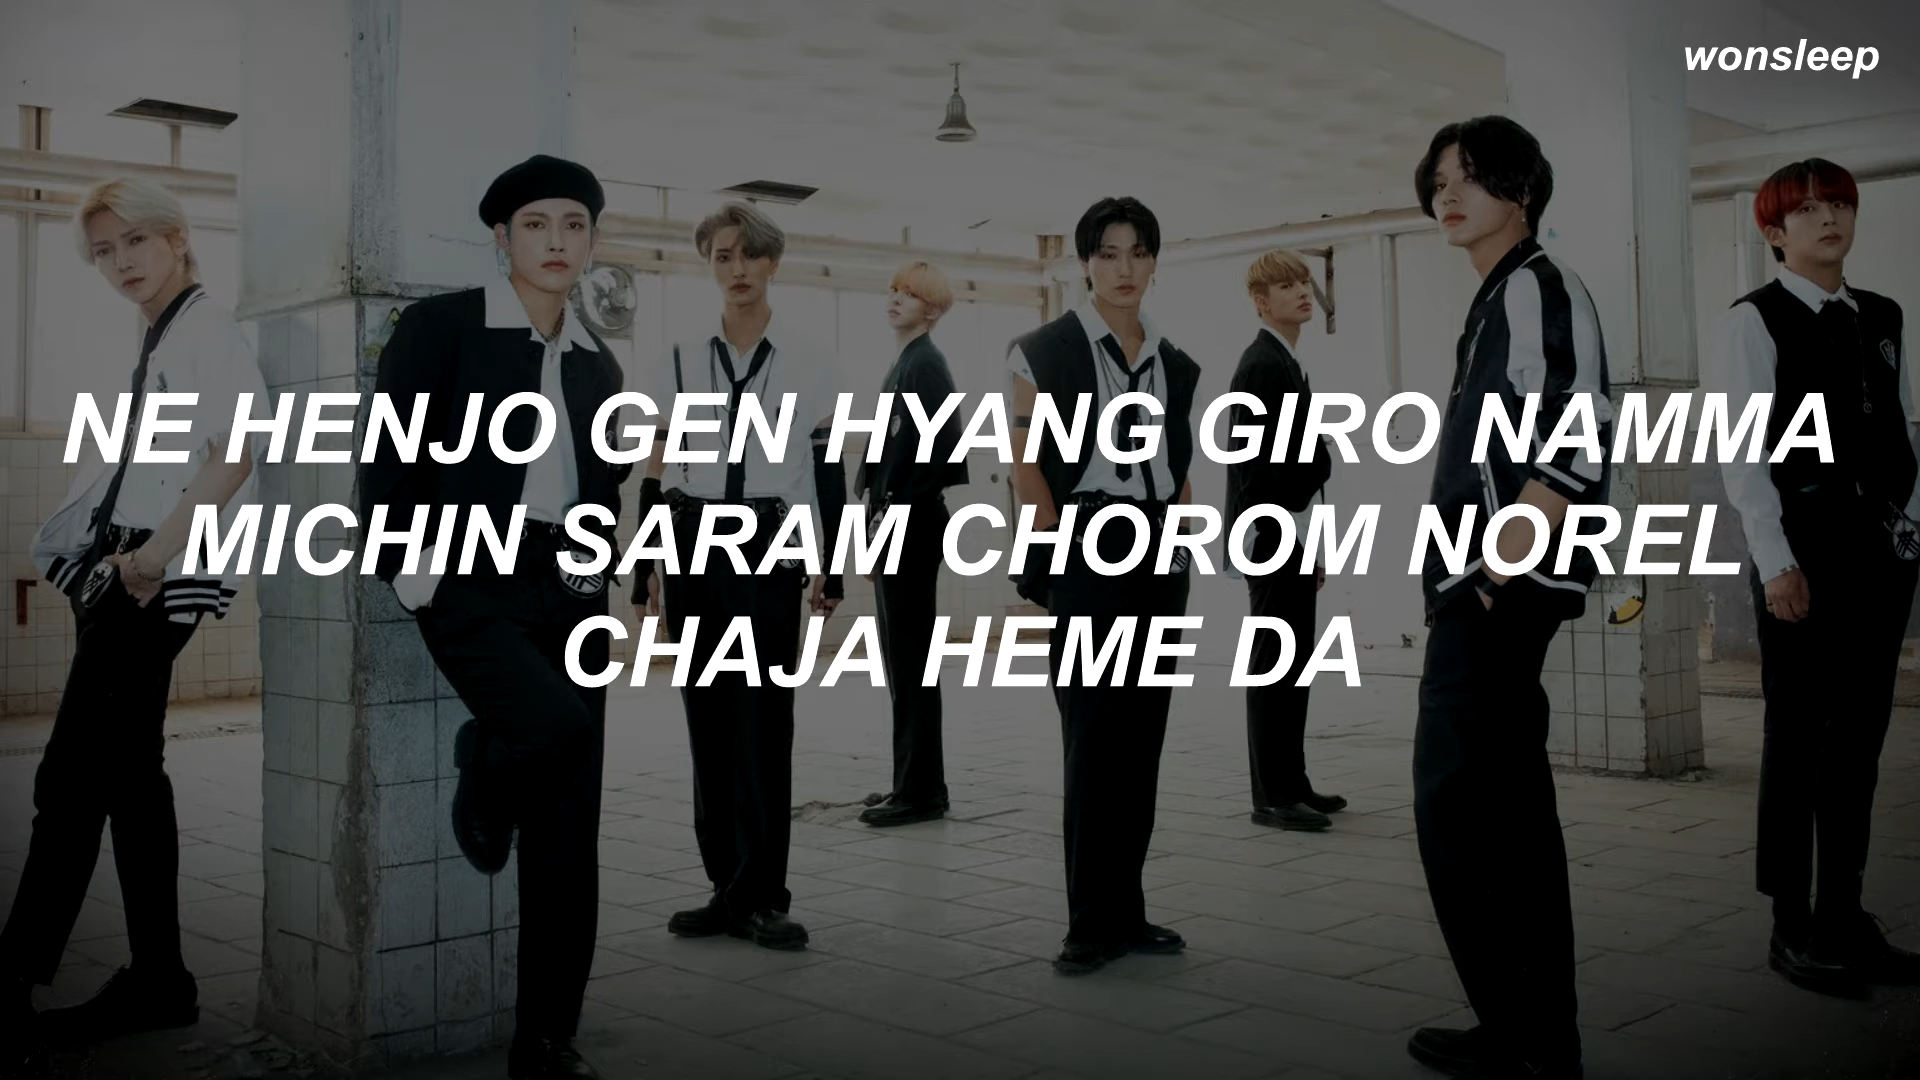 wonsleep
NE HENJO GEN HYANG GIRO NAMMA
MICHIN SARAM CHOROM NOREL
CHAJA HEME DA